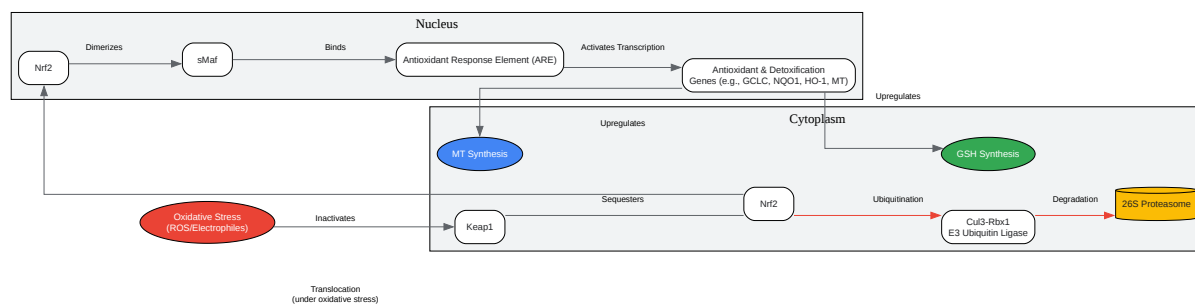 Nucleus
Dimerizes
Binds
Activates Transcription
Nrf2
sMaf
Antioxidant Response Element (ARE)
Antioxidant & Detoxification
Genes (e.g., GCLC, NQO1, HO-1, MT)
Upregulates
Cytoplasm
Upregulates
MT Synthesis
GSH Synthesis
Sequesters
Nrf2
Ubiquitination
Degradation
26S Proteasome
Oxidative Stress
(ROS/Electrophiles)
Inactivates
Keap1
Cul3-Rbx1
E3 Ubiquitin Ligase
Translocation
(under oxidative stress)